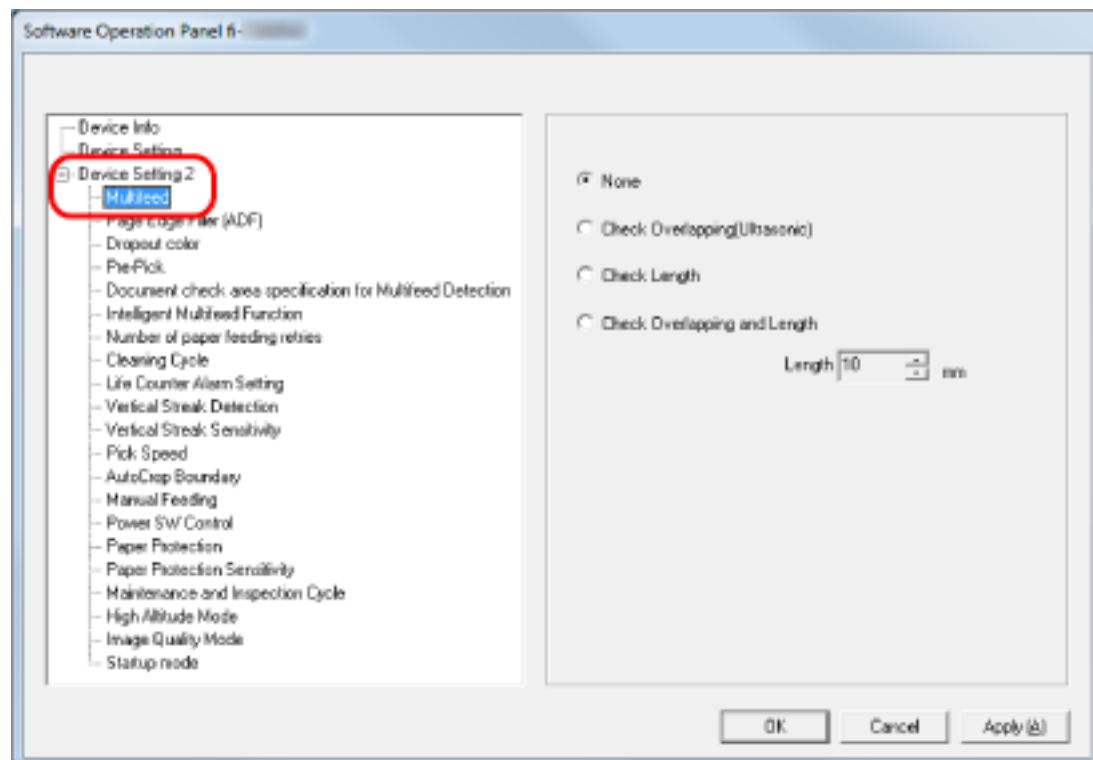 Software Operation Panel fi-
Device Info
Device Setting
Device Setting 2
Multifeed
Page Edge Filler (ADF)
Dropout color
Pre-Pick
Document check area specification for Multifeed Detection
Intelligent Multifeed Function
Number of paper feeding retries
Cleaning Cycle
Life Counter Alarm Setting
Vertical Streak Detection
Vertical Streak Sensitivity
Pick Speed
AutoCrop Boundary
Manual Feeding
Power SW Control
Paper Protection
Paper Protection Sensitivity
Maintenance and Inspection Cycle
High Altitude Mode
Image Quality Mode
Startup mode
None
Check Overlapping(Ultrasonic)
Check Length
Check Overlapping and Length
Length 10 mm
OK Cancel Apply (A)